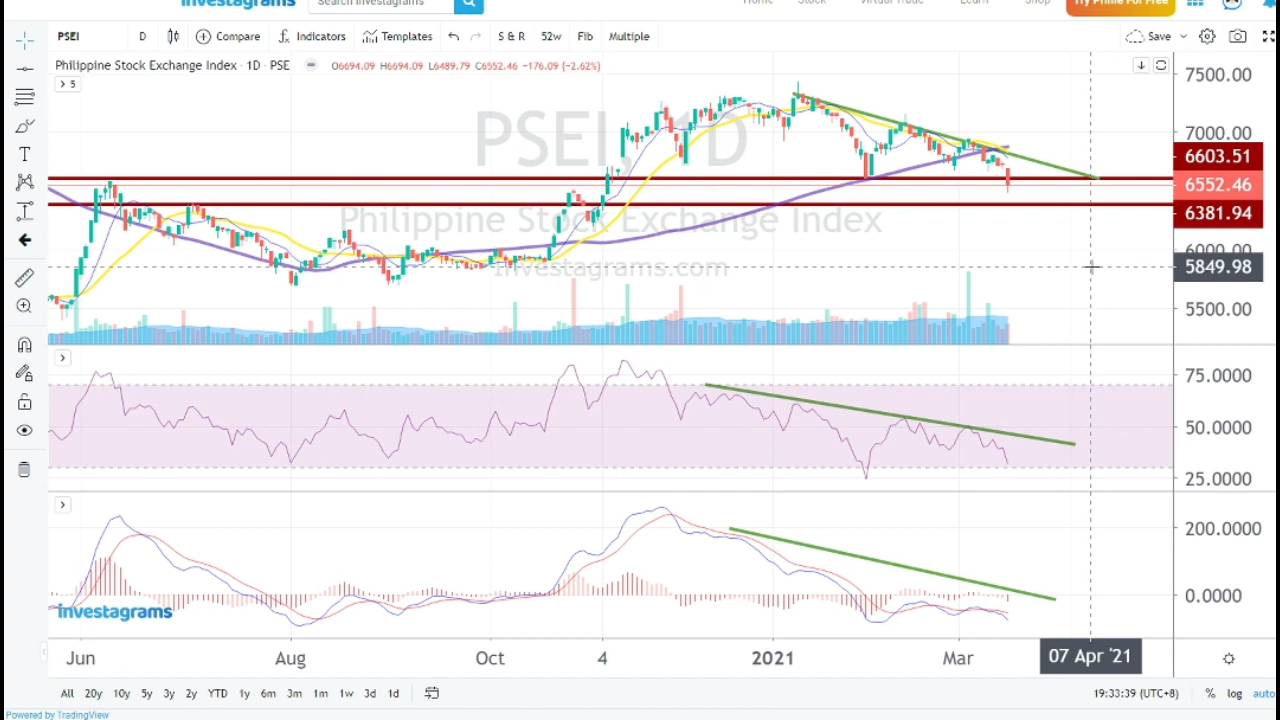 Investagrams
Search Investagrams
Home Stock Virtual Trade Learn Shop Try Prime For Free
PSEI D Compare Indicators Templates S & R 52w Fib Multiple Save
Philippine Stock Exchange Index · 1D · PSE O6694.09 H6694.09 L6489.79 C6552.46 −176.09 (−2.62%)
5
PSEI, 1D
Philippine Stock Exchange Index
Investagrams.com
7500.00
7000.00
6603.51
6552.46
6381.94
6000.00
5849.98
5500.00
75.0000
50.0000
25.0000
200.0000
0.0000
investagrams
Jun Aug Oct 4 2021 Mar 07 Apr '21
All 20y 10y 5y 3y 2y YTD 1y 6m 3m 1m 1w 3d 1d 19:33:39 (UTC+8) % log auto
Powered by TradingView